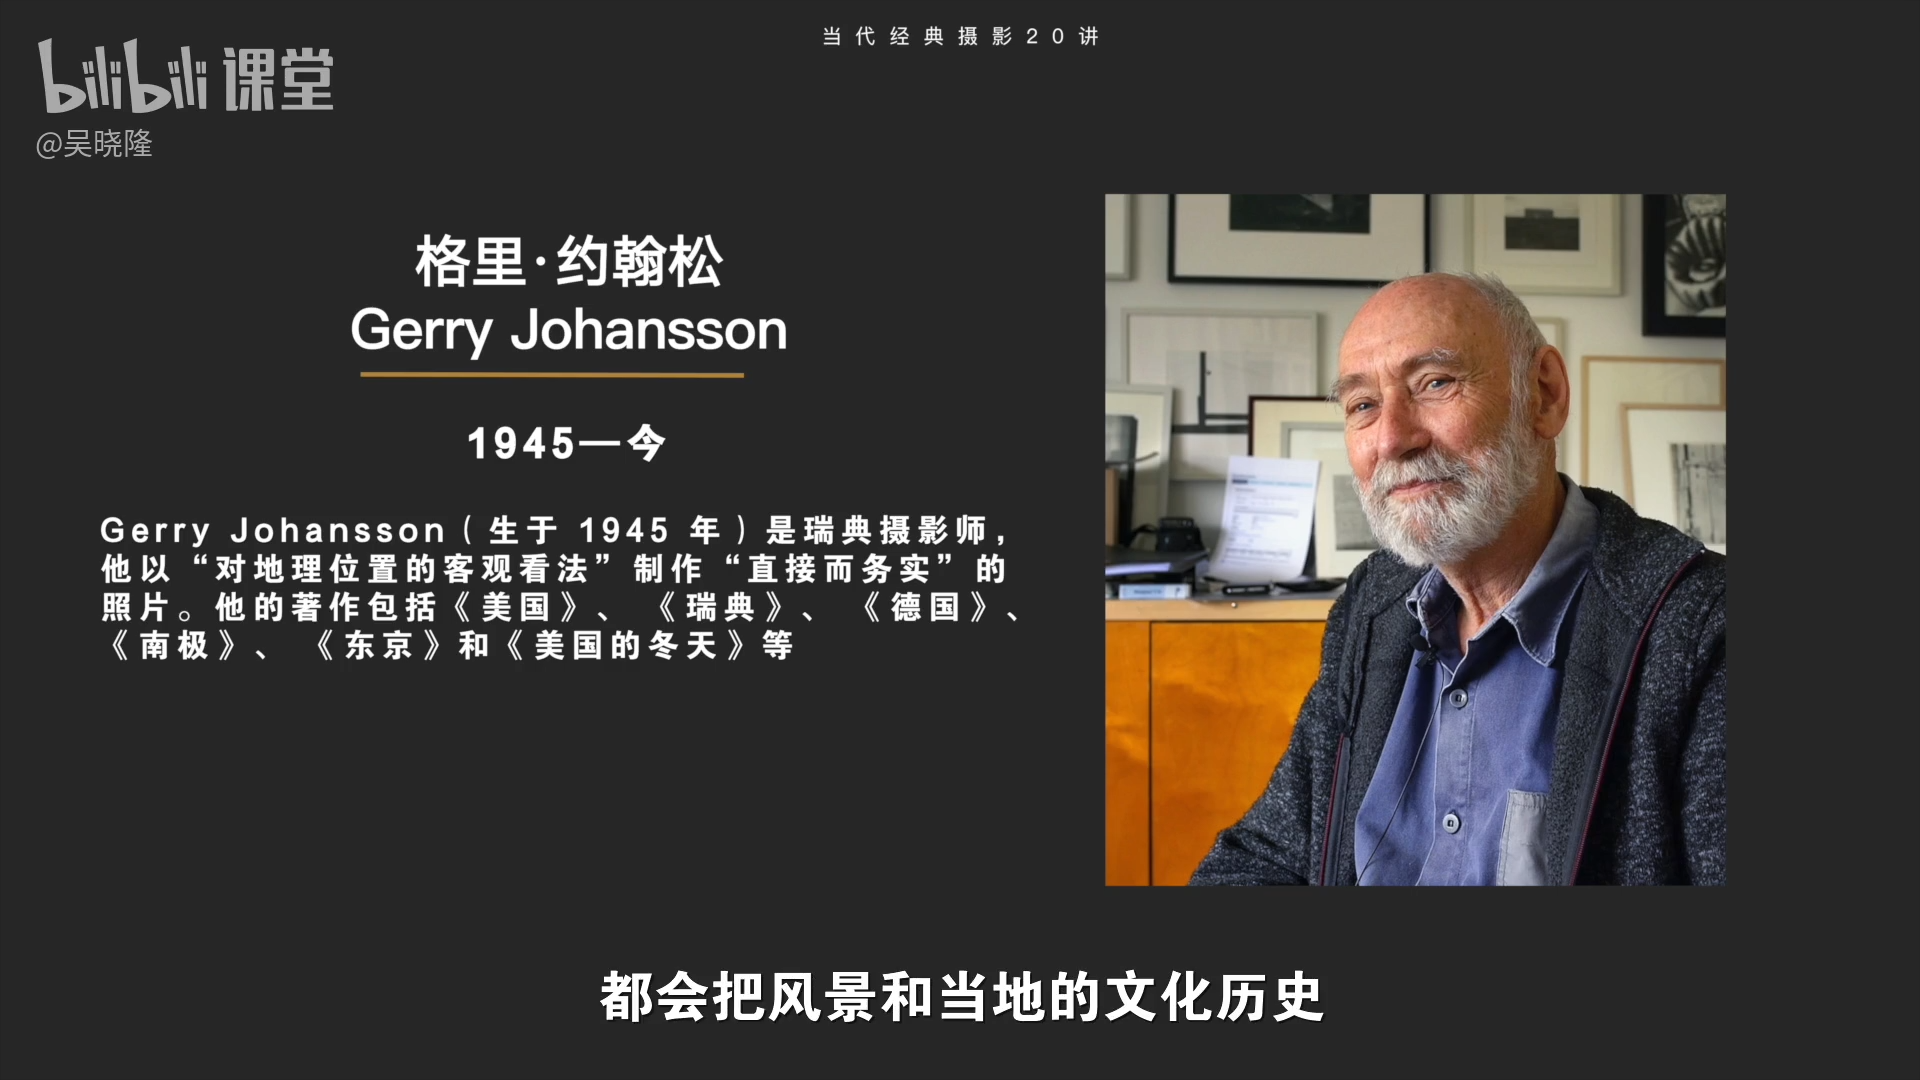 当代经典摄影20讲
bilibili 课堂
@吴晓隆
格里·约翰松
Gerry Johansson
1945—今
Gerry Johansson（生于 1945 年）是瑞典摄影师，
他以“对地理位置的客观看法”制作“直接而务实”的
照片。他的著作包括《美国》、《瑞典》、《德国》、
《南极》、《东京》和《美国的冬天》等
都会把风景和当地的文化历史